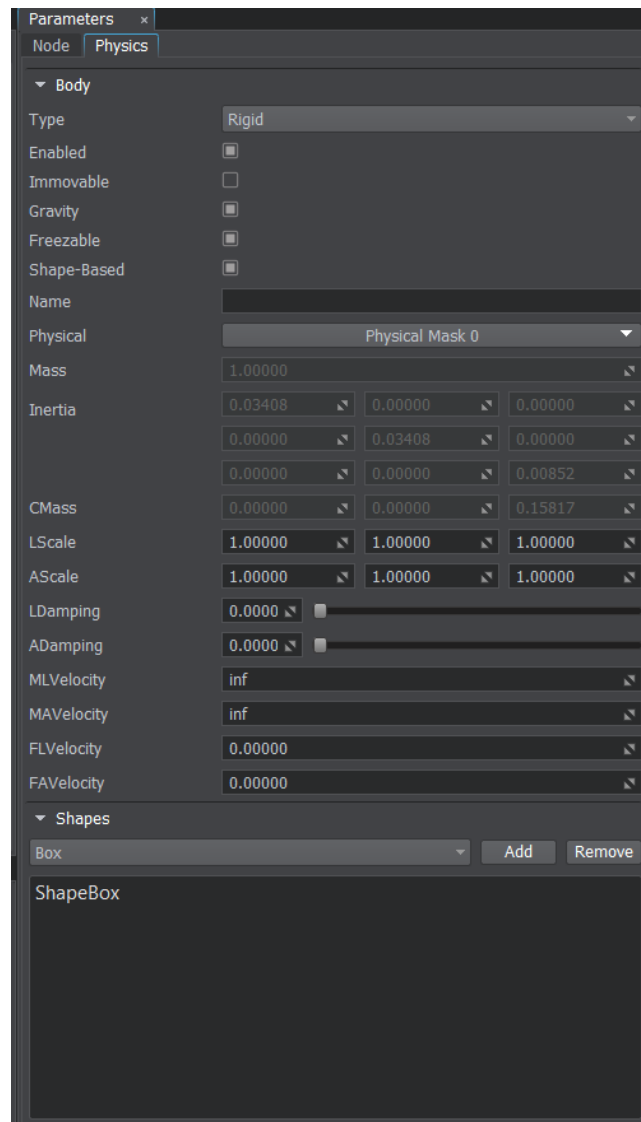 Parameters ×
Node Physics
Body
Type Rigid
Enabled
Immovable
Gravity
Freezable
Shape-Based
Name
Physical Physical Mask 0
Mass 1.00000
Inertia 0.03408 0.00000 0.00000
0.00000 0.03408 0.00000
0.00000 0.00000 0.00852
CMass 0.00000 0.00000 0.15817
LScale 1.00000 1.00000 1.00000
AScale 1.00000 1.00000 1.00000
LDamping 0.0000
ADamping 0.0000
MLVelocity inf
MAVelocity inf
FLVelocity 0.00000
FAVelocity 0.00000
Shapes
Box Add Remove
ShapeBox